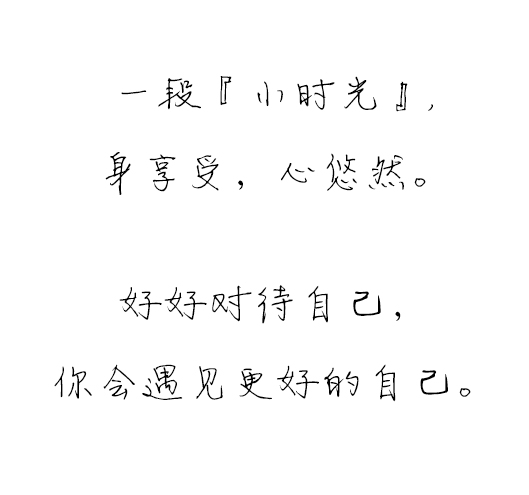 一段『小时光』,
身享受，心悠然。
好好对待自己，
你会遇见更好的自己。